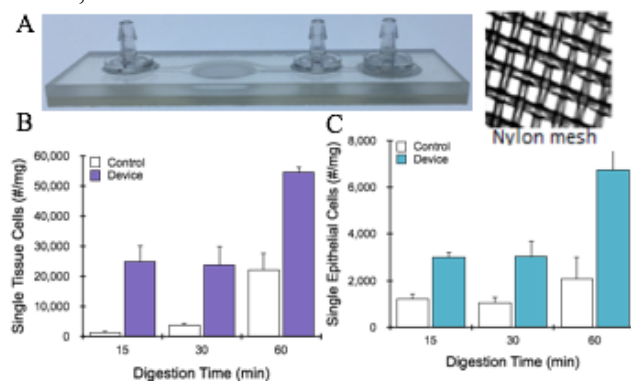 A
Nylon mesh
B
Control
Device
60,000
50,000
40,000
30,000
20,000
10,000
0
Single Tissue Cells (#/mg)
15
30
60
Digestion Time (min)
C
Control
Device
8,000
6,000
4,000
2,000
0
Single Epithelial Cells (#/mg)
15
30
60
Digestion Time (min)